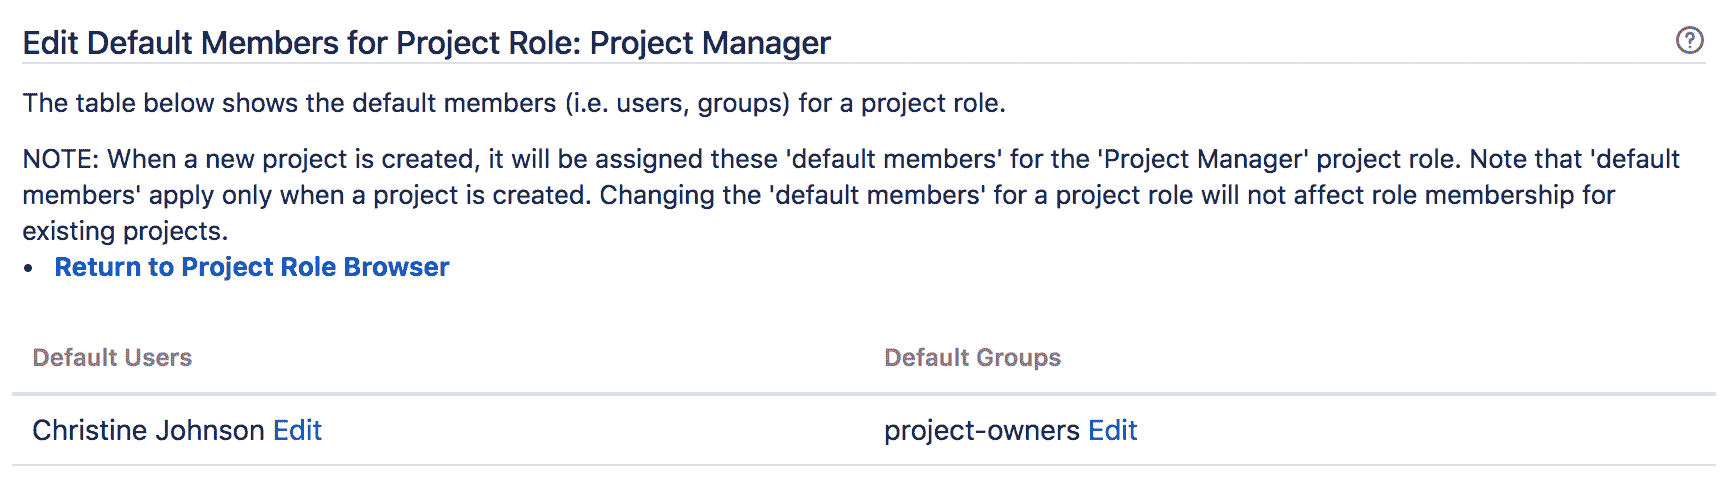 Edit Default Members for Project Role: Project Manager
?
The table below shows the default members (i.e. users, groups) for a project role.
NOTE: When a new project is created, it will be assigned these 'default members' for the 'Project Manager' project role. Note that 'default
members' apply only when a project is created. Changing the 'default members' for a project role will not affect role membership for
existing projects.
• Return to Project Role Browser
Default Users Default Groups
Christine Johnson Edit project-owners Edit